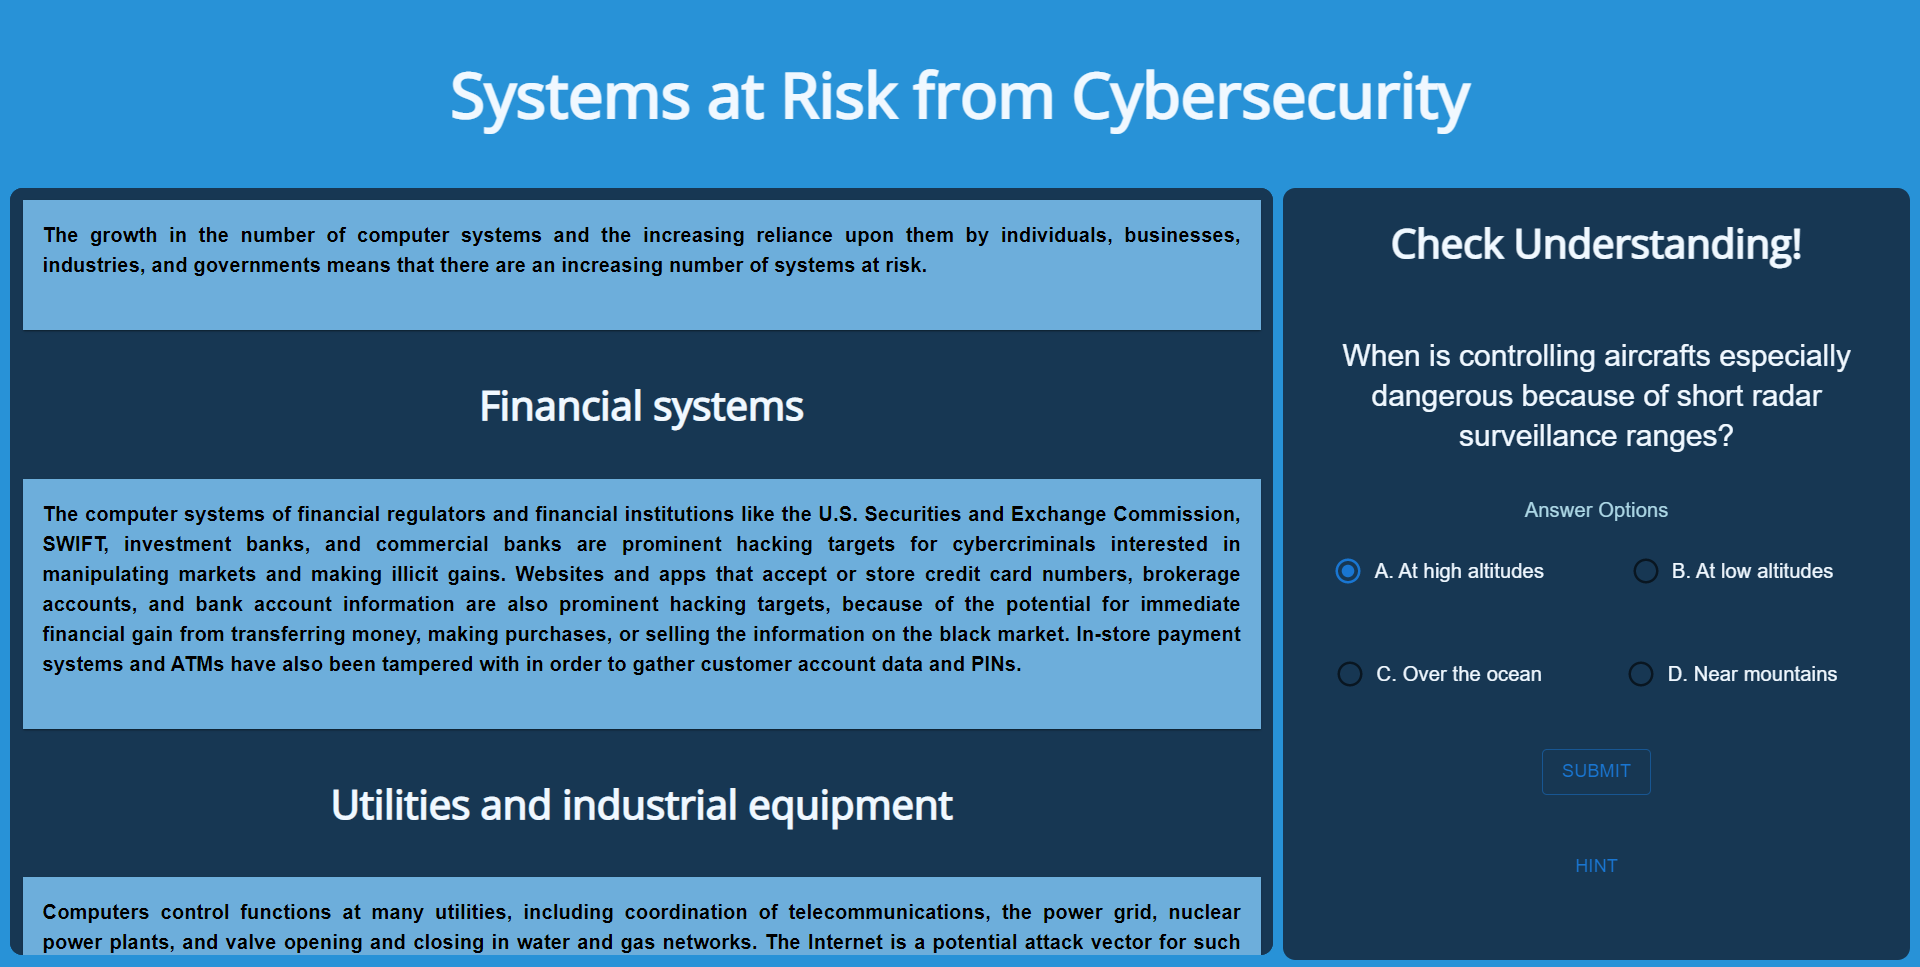 Systems at Risk from Cybersecurity
The growth in the number of computer systems and the increasing reliance upon them by individuals, businesses,
industries, and governments means that there are an increasing number of systems at risk.
Financial systems
The computer systems of financial regulators and financial institutions like the U.S. Securities and Exchange Commission,
SWIFT, investment banks, and commercial banks are prominent hacking targets for cybercriminals interested in
manipulating markets and making illicit gains. Websites and apps that accept or store credit card numbers, brokerage
accounts, and bank account information are also prominent hacking targets, because of the potential for immediate
financial gain from transferring money, making purchases, or selling the information on the black market. In-store payment
systems and ATMs have also been tampered with in order to gather customer account data and PINs.
Utilities and industrial equipment
Computers control functions at many utilities, including coordination of telecommunications, the power grid, nuclear
power plants, and valve opening and closing in water and gas networks. The Internet is a potential attack vector for such
Check Understanding!
When is controlling aircrafts especially
dangerous because of short radar
surveillance ranges?
Answer Options
A. At high altitudes
B. At low altitudes
C. Over the ocean
D. Near mountains
SUBMIT
HINT